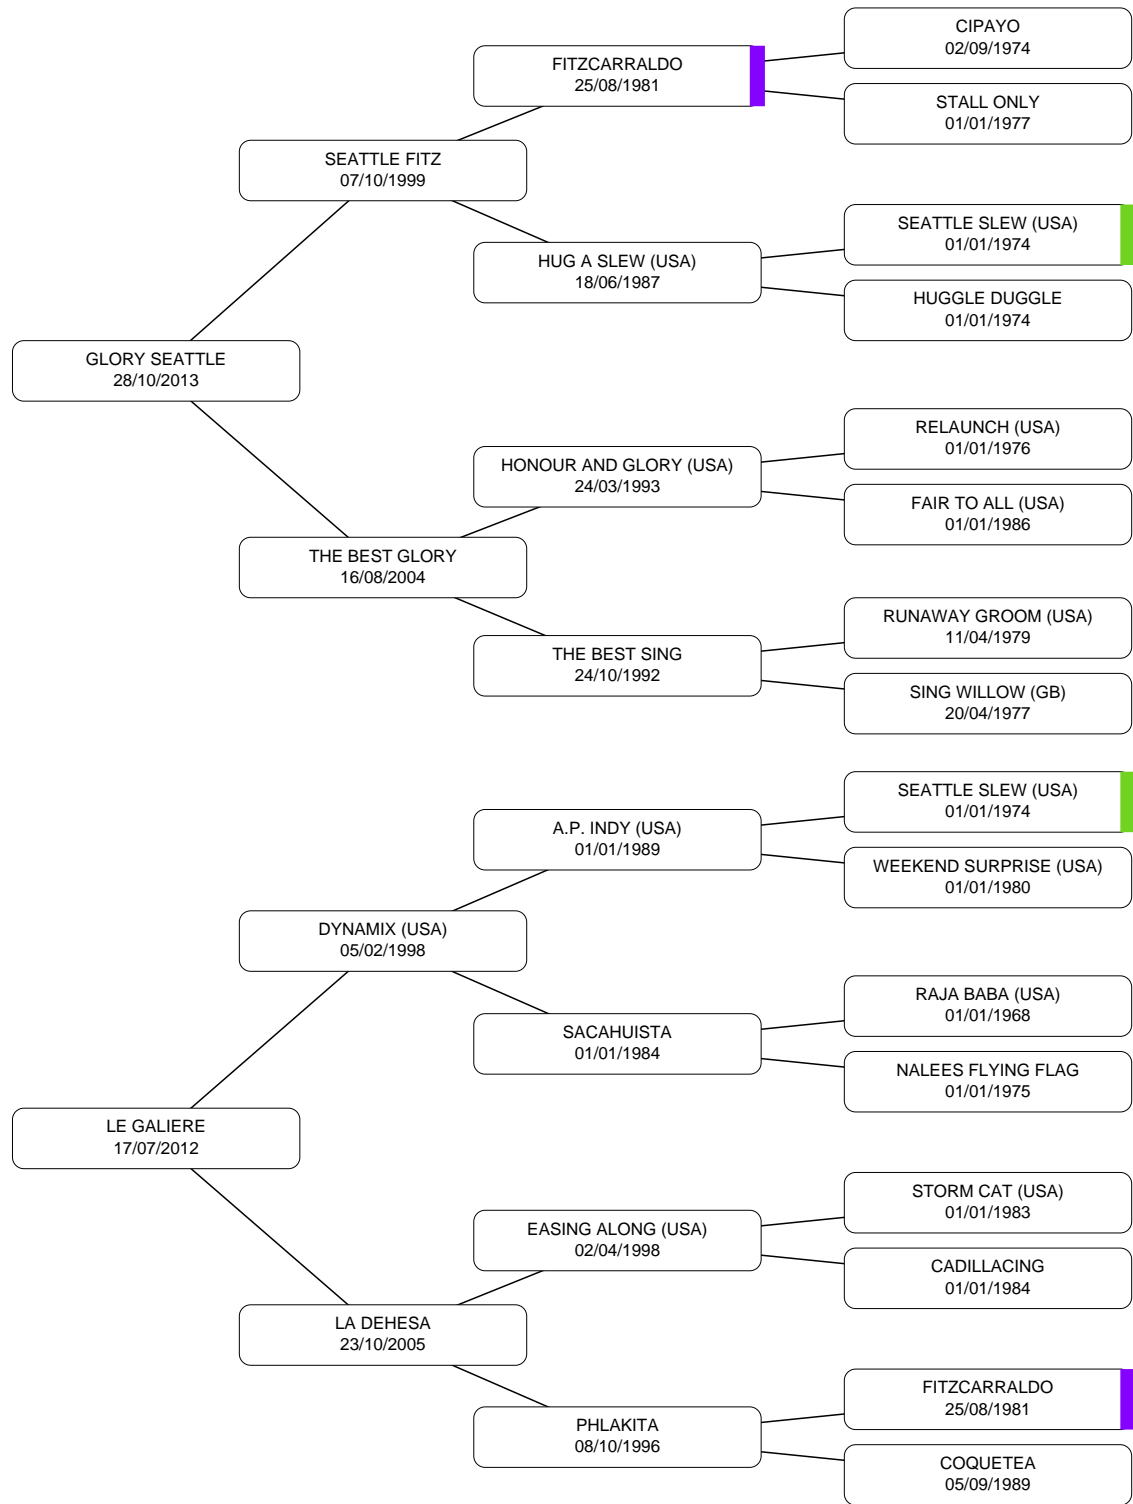 CIPAYO
02/09/1974
FITZCARRALDO
25/08/1981
STALL ONLY
01/01/1977
SEATTLE FITZ
07/10/1999
SEATTLE SLEW (USA)
01/01/1974
HUG A SLEW (USA)
18/06/1987
HUGGLE DUGGLE
01/01/1974
GLORY SEATTLE
28/10/2013
RELAUNCH (USA)
01/01/1976
HONOUR AND GLORY (USA)
24/03/1993
FAIR TO ALL (USA)
01/01/1986
THE BEST GLORY
16/08/2004
RUNAWAY GROOM (USA)
11/04/1979
THE BEST SING
24/10/1992
SING WILLOW (GB)
20/04/1977
SEATTLE SLEW (USA)
01/01/1974
A.P. INDY (USA)
01/01/1989
WEEKEND SURPRISE (USA)
01/01/1980
DYNAMIX (USA)
05/02/1998
RAJA BABA (USA)
01/01/1968
SACAHUISTA
01/01/1984
NALEES FLYING FLAG
01/01/1975
LE GALIERE
17/07/2012
STORM CAT (USA)
01/01/1983
EASING ALONG (USA)
02/04/1998
CADILLACING
01/01/1984
LA DEHESA
23/10/2005
FITZCARRALDO
25/08/1981
PHLAKITA
08/10/1996
COQUETEA
05/09/1989